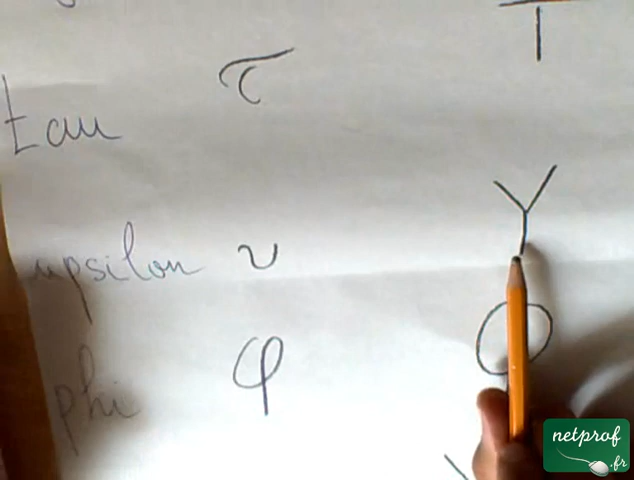 tau τ T
upsilon υ Y
phi φ
netprof
.fr